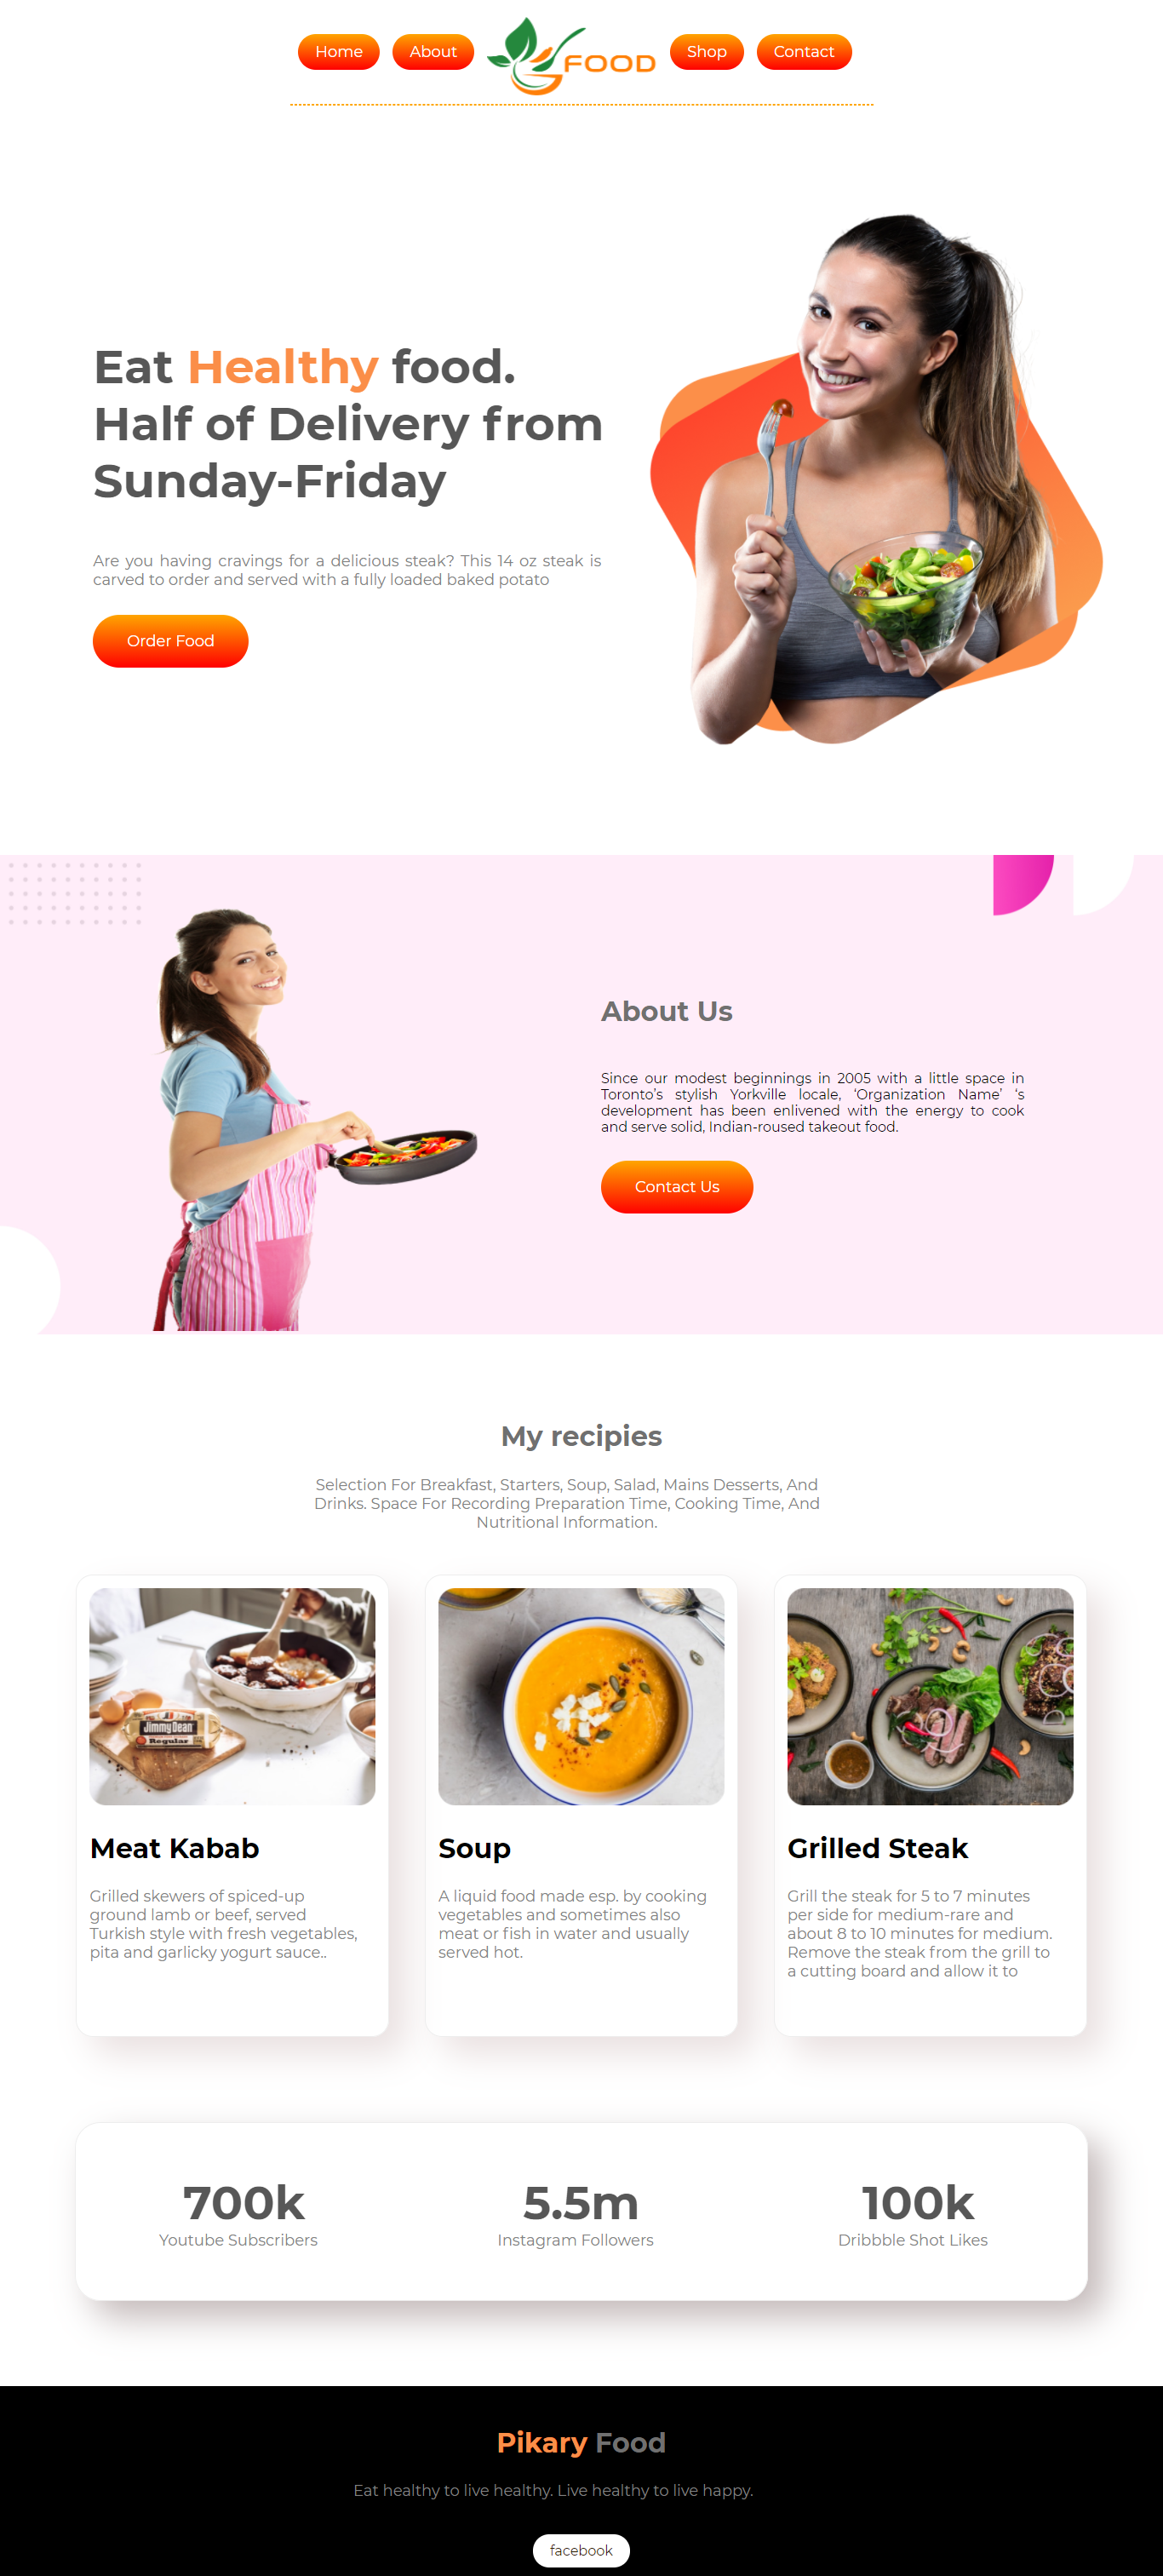 Home
About
FOOD
Shop
Contact
Eat Healthy food.
Half of Delivery from
Sunday-Friday
Are you having cravings for a delicious steak? This 14 oz steak is
carved to order and served with a fully loaded baked potato
Order Food
About Us
Since our modest beginnings in 2005 with a little space in
Toronto’s stylish Yorkville locale, ‘Organization Name’ ‘s
development has been enlivened with the energy to cook
and serve solid, Indian-roused takeout food.
Contact Us
My recipies
Selection For Breakfast, Starters, Soup, Salad, Mains Desserts, And
Drinks. Space For Recording Preparation Time, Cooking Time, And
Nutritional Information.
Jimmy Dean
Regular
Meat Kabab
Grilled skewers of spiced-up
ground lamb or beef, served
Turkish style with fresh vegetables,
pita and garlicky yogurt sauce..
Soup
A liquid food made esp. by cooking
vegetables and sometimes also
meat or fish in water and usually
served hot.
Grilled Steak
Grill the steak for 5 to 7 minutes
per side for medium-rare and
about 8 to 10 minutes for medium.
Remove the steak from the grill to
a cutting board and allow it to
700k
Youtube Subscribers
5.5m
Instagram Followers
100k
Dribbble Shot Likes
Pikary Food
Eat healthy to live healthy. Live healthy to live happy.
facebook